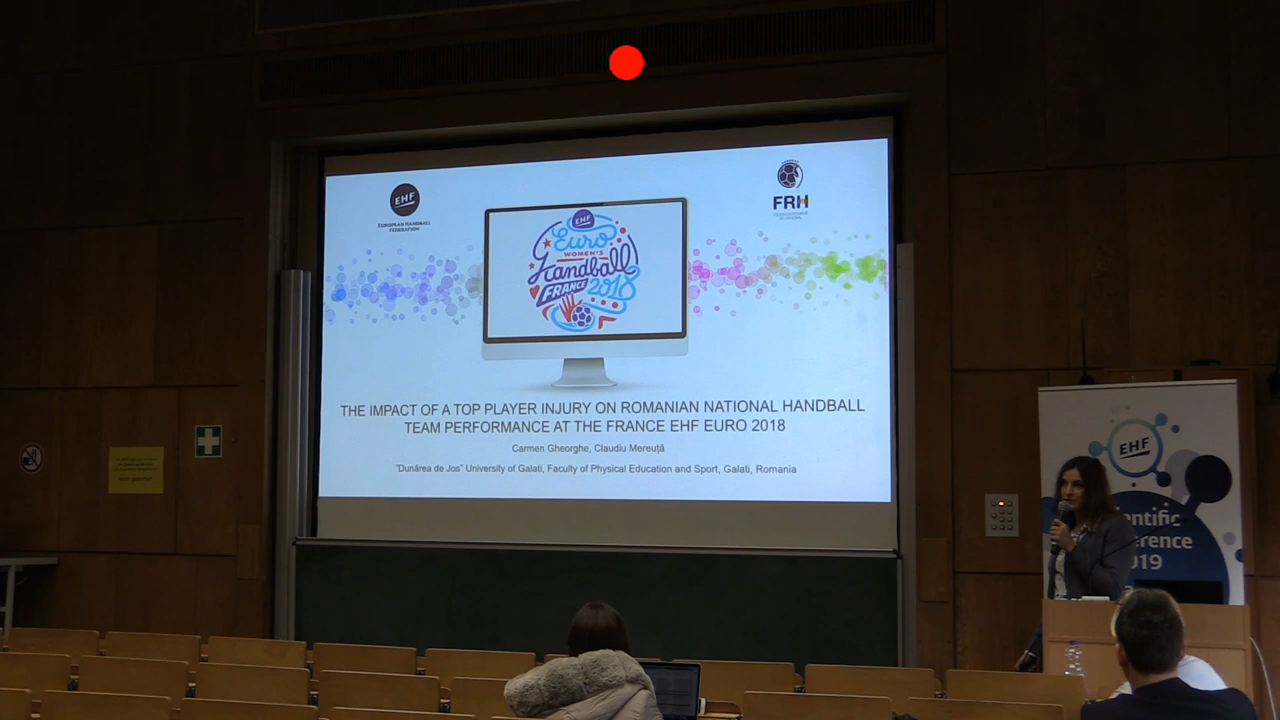 EHF
EUROPEAN HANDBALL
FEDERATION
FRH
EHF
Euro
WOMEN'S
Handball
FRANCE 2018
THE IMPACT OF A TOP PLAYER INJURY ON ROMANIAN NATIONAL HANDBALL
TEAM PERFORMANCE AT THE FRANCE EHF EURO 2018
Carmen Gheorghe, Claudiu Mereuță
"Dunărea de Jos" University of Galati, Faculty of Physical Education and Sport, Galati, Romania
EHF
entific
erence
019